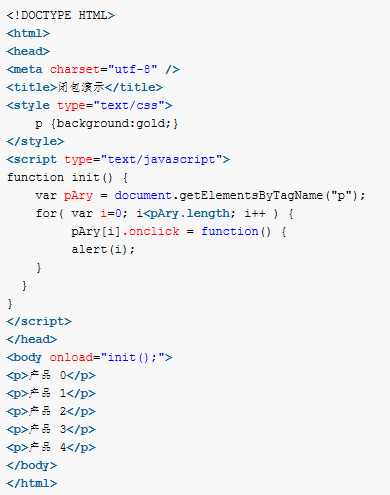 <!DOCTYPE HTML>
<html>
<head>
<meta charset="utf-8" />
<title>闭包演示</title>
<style type="text/css">
    p {background:gold;}
</style>
<script type="text/javascript">
function init() {
    var pAry = document.getElementsByTagName("p");
    for( var i=0; i<pAry.length; i++ ) {
         pAry[i].onclick = function() {
         alert(i);
    }
  }
}
</script>
</head>
<body onload="init();">
<p>产品 0</p>
<p>产品 1</p>
<p>产品 2</p>
<p>产品 3</p>
<p>产品 4</p>
</body>
</html>